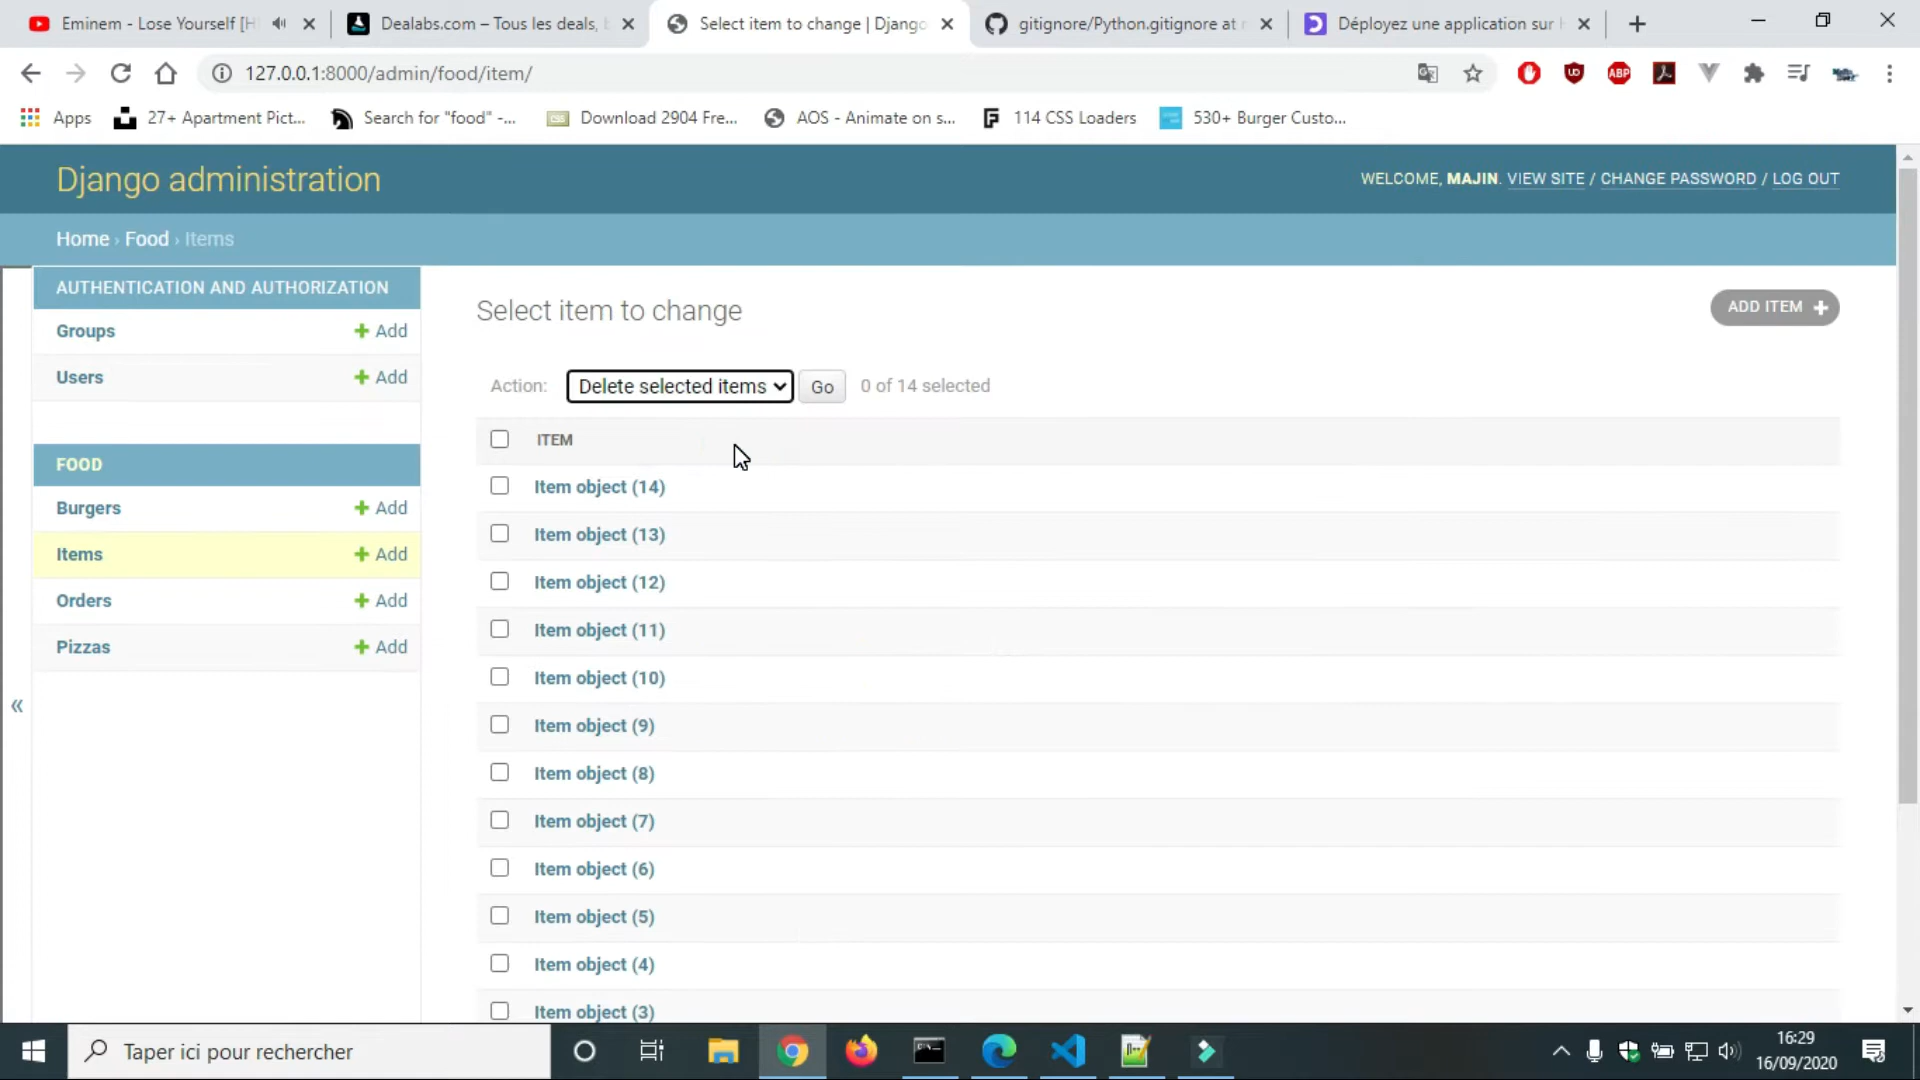 Eminem - Lose Yourself [H
Dealabs.com – Tous les deals, b
Select item to change | Django
gitignore/Python.gitignore at
Déployez une application sur
127.0.0.1:8000/admin/food/item/
ABP
Apps
27+ Apartment Pict...
Search for "food" -...
Download 2904 Fre...
AOS - Animate on s...
114 CSS Loaders
530+ Burger Custo...
Django administration
WELCOME, MAJIN. VIEW SITE / CHANGE PASSWORD / LOG OUT
Home › Food › Items
AUTHENTICATION AND AUTHORIZATION
Groups + Add
Users + Add
FOOD
Burgers + Add
Items + Add
Orders + Add
Pizzas + Add
«
Select item to change
ADD ITEM +
Action: Delete selected items Go 0 of 14 selected
ITEM
Item object (14)
Item object (13)
Item object (12)
Item object (11)
Item object (10)
Item object (9)
Item object (8)
Item object (7)
Item object (6)
Item object (5)
Item object (4)
Item object (3)
Taper ici pour rechercher
16:29
16/09/2020